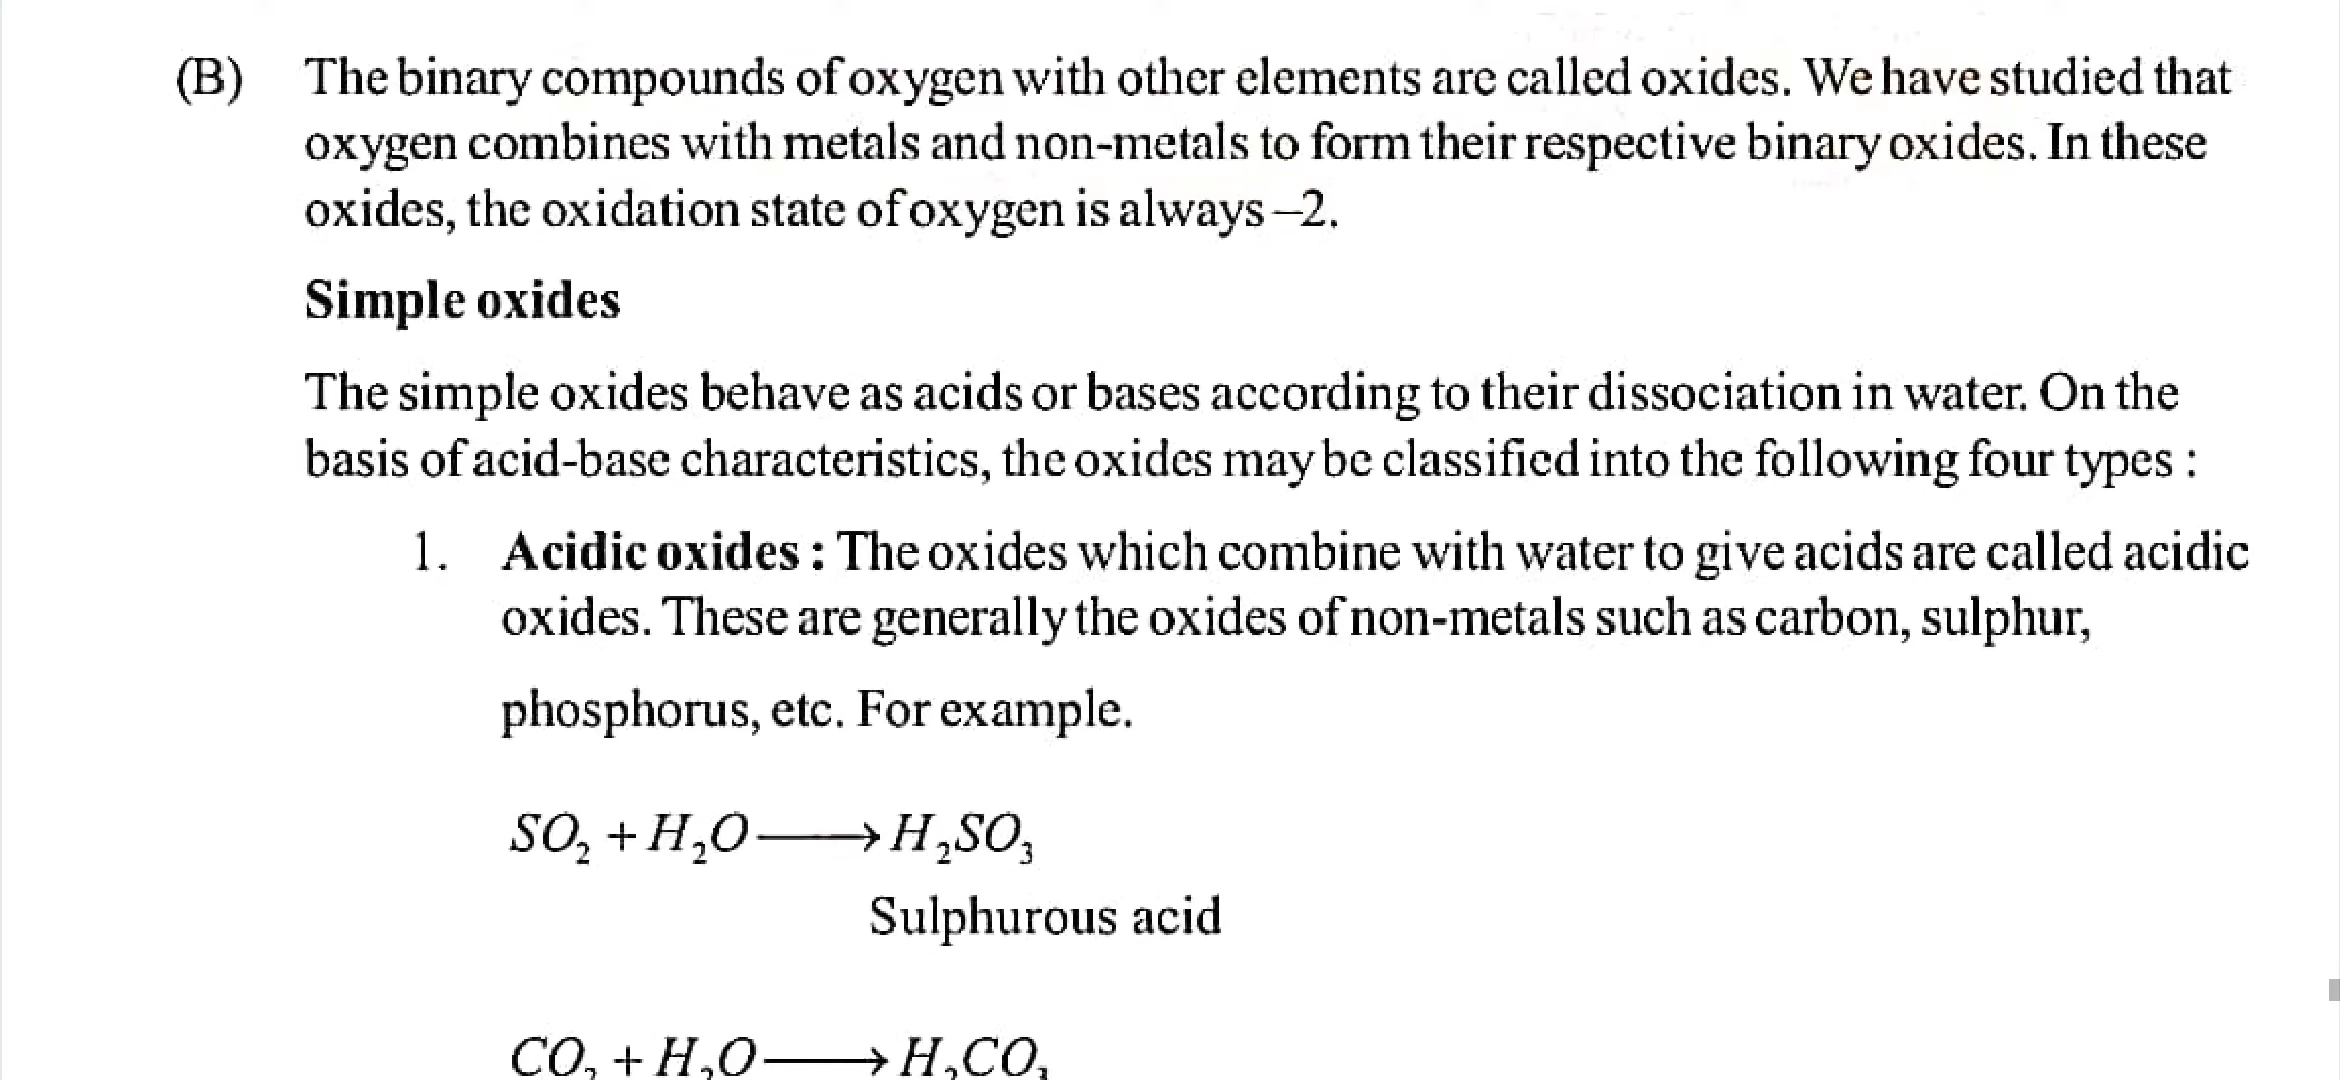 (B) The binary compounds of oxygen with other elements are called oxides. We have studied that
oxygen combines with metals and non-metals to form their respective binary oxides. In these
oxides, the oxidation state of oxygen is always –2.
Simple oxides
The simple oxides behave as acids or bases according to their dissociation in water. On the
basis of acid-base characteristics, the oxides may be classified into the following four types :
1. Acidic oxides : The oxides which combine with water to give acids are called acidic
oxides. These are generally the oxides of non-metals such as carbon, sulphur,
phosphorus, etc. For example.
SO₂ + H₂O ⟶ H₂SO₃
Sulphurous acid
CO₂ + H₂O ⟶ H₂CO₃